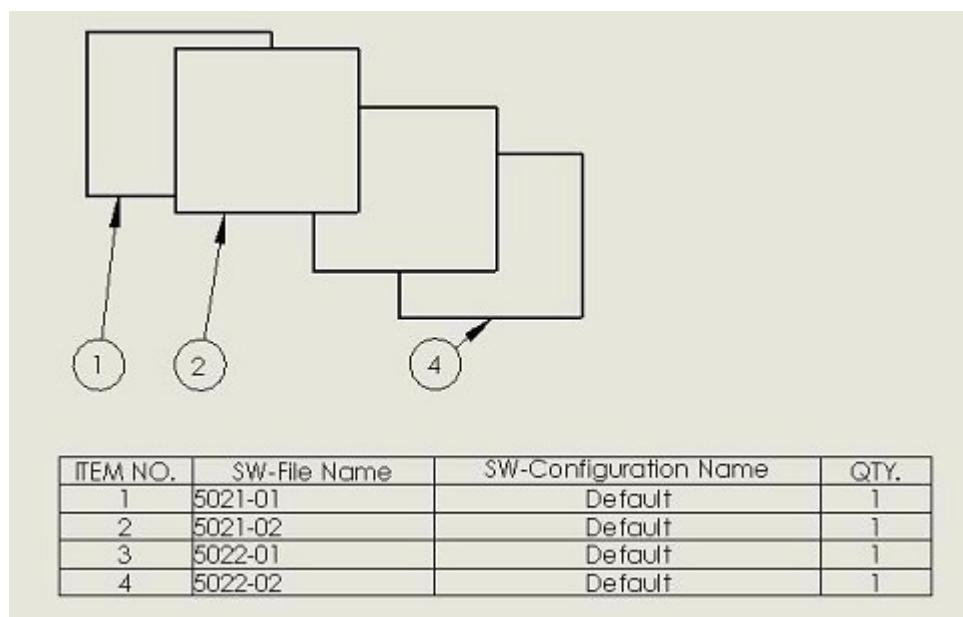 1 2 4
ITEM NO. SW-File Name SW-Configuration Name QTY.
1 5021-01 Default 1
2 5021-02 Default 1
3 5022-01 Default 1
4 5022-02 Default 1